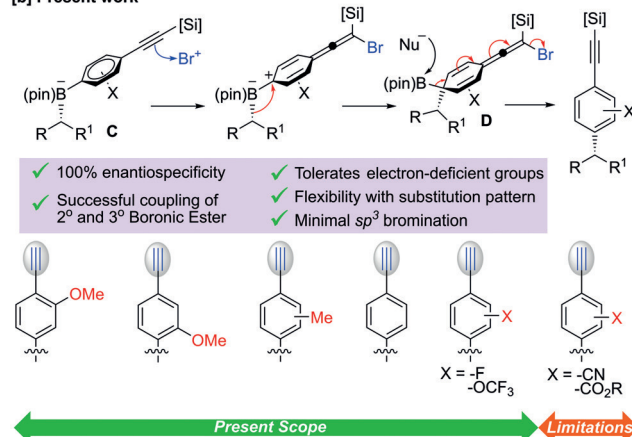 [b] Present work
[Si]
Br⁺
(pin)B
X
R R¹
C
[Si]
Br
(pin)B
X
R R¹
[Si]
Br
Nu⁻
(pin)B
X
R R¹
D
[Si]
X
R R¹
✓ 100% enantiospecificity
✓ Successful coupling of
2º and 3º Boronic Ester
✓ Tolerates electron-deficient groups
✓ Flexibility with substitution pattern
✓ Minimal sp³ bromination
OMe
OMe
Me
X
X = -F
-OCF₃
X
X = -CN
-CO₂R
Present Scope
Limitations